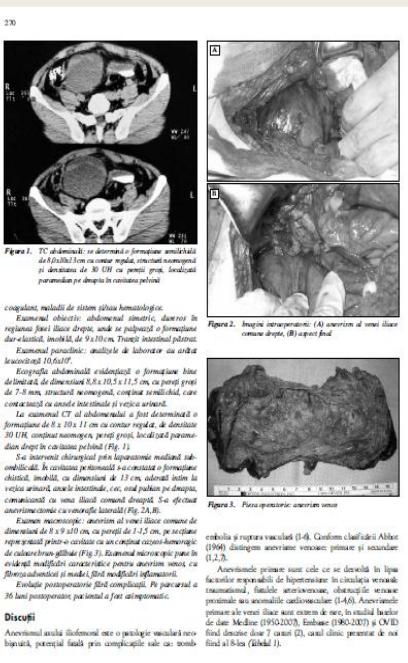 270
Figura 1. TC abdominală: se determină o formațiune semilichidă
de 8,0x10x13 cm cu contur regulat, structură neomogenă
și densitatea de 30 UH cu pereții groși, localizată
paramedian pe dreapta în cavitatea pelvină
coagulant, maladii de sistem și/sau hematologice.
Examenul obiectiv: abdomenul simetric, dureros în
regiunea fosei iliace drepte, unde se palpează o formațiune
dur-elastică, imobilă, de 9x10 cm. Tranzit intestinal păstrat.
Examenul paraclinic: analizele de laborator au arătat
leucocitoză 10,6x10⁹.
Ecografia abdominală evidențiază o formațiune bine
delimitată, de dimensiuni 8,8 x 10,5 x 11,5 cm, cu pereți groși
de 7-8 mm, structură neomogenă, conținut semilichid, care
contactează cu ansele intestinale și vezica urinară.
La examenul CT al abdomenului a fost determinată o
formațiune de 8 x 10 x 11 cm cu contur regulat, de densitate
30 UH, conținut neomogen, pereți groși, localizată parame-
dian drept în cavitatea pelvină (Fig. 1).
S-a intervenit chirurgical prin laparatomie mediană sub-
ombilicală. În cavitatea peritoneală s-a constatat o formațiune
chistică, imobilă, cu dimensiuni de 13 cm, aderată intim la
vezica urinară, ansele intestinale, cec, osul pubian pe dreapta,
comunicantă cu vena iliacă comună dreaptă. S-a efectuat
anevrismectomie cu venorafie laterală (Fig. 2A,B).
Examen macroscopic: anevrism al venei iliace comune de
dimensiuni de 8 x 9 x10 cm, cu pereții de 1-1,5 cm, pe secțiune
reprezentată printr-o cavitate cu un conținut cazeos-hemoragic
de culoare brun-gălbuie (Fig. 3). Examenul microscopic pune în
evidență modificări caracteristice pentru anevrism venos, cu
fibroza adventicei și mediei, fără modificări inflamatorii.
Evoluție postoperatorie fără complicații. Pe parcursul a
36 luni postoperator, pacientul a fost asimptomatic.
Discuții
Anevrismul axului iliofemoral este o patologie vasculară neo-
bișnuită, potențial fatală prin complicațiile sale ca: tromb-
A
B
Figura 2. Imagini intraoperatorii: (A) anevrism al venei iliace
comune drepte, (B) aspect final
Figura 3. Piesa operatorie: anevrism venos
embolia și ruptura vasculară (1-6). Conform clasificării Abbot
(1964) distingem anevrisme venoase: primare și secundare
(1,2,7).
Anevrismele primare sunt cele ce se dezvoltă în lipsa
factorilor responsabili de hipertensiune în circulația venoasă:
traumatismul, fistulele arteriovenoase, obstrucțiile venoase
proximale sau anomaliile cardiovasculare (1-4,6). Anevrismele
primare ale venei iliace sunt extrem de rare, în studiul bazelor
de date Medline (1950-2007), Embase (1980-2007) și OVID
fiind descrise doar 7 cazuri (2), cazul clinic prezentat de noi
fiind al 8-lea (Tabelul 1).